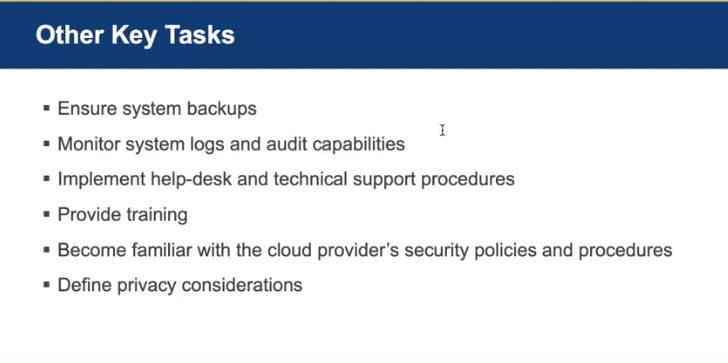 Other Key Tasks
▪ Ensure system backups
▪ Monitor system logs and audit capabilities
▪ Implement help-desk and technical support procedures
▪ Provide training
▪ Become familiar with the cloud provider’s security policies and procedures
▪ Define privacy considerations